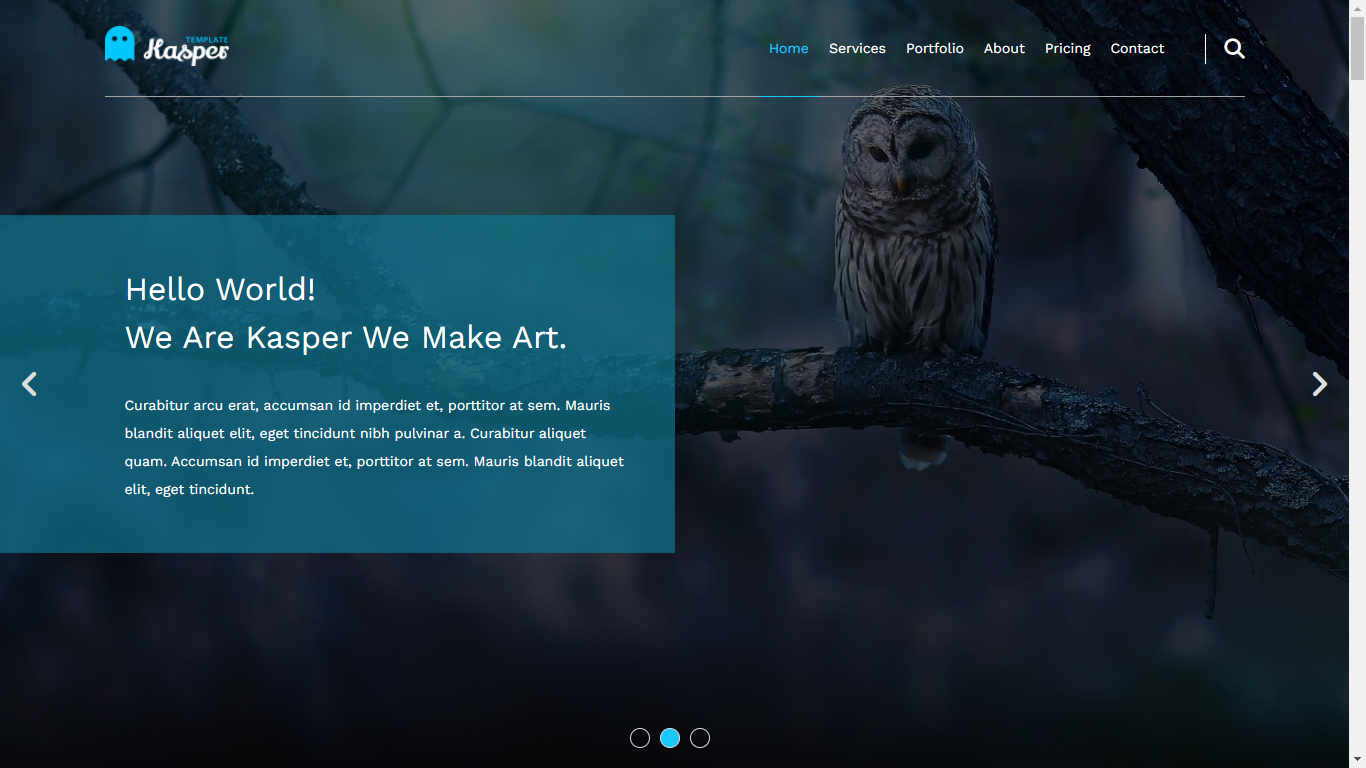 TEMPLATE
Kasper
Home Services Portfolio About Pricing Contact
Hello World!
We Are Kasper We Make Art.
Curabitur arcu erat, accumsan id imperdiet et, porttitor at sem. Mauris
blandit aliquet elit, eget tincidunt nibh pulvinar a. Curabitur aliquet
quam. Accumsan id imperdiet et, porttitor at sem. Mauris blandit aliquet
elit, eget tincidunt.